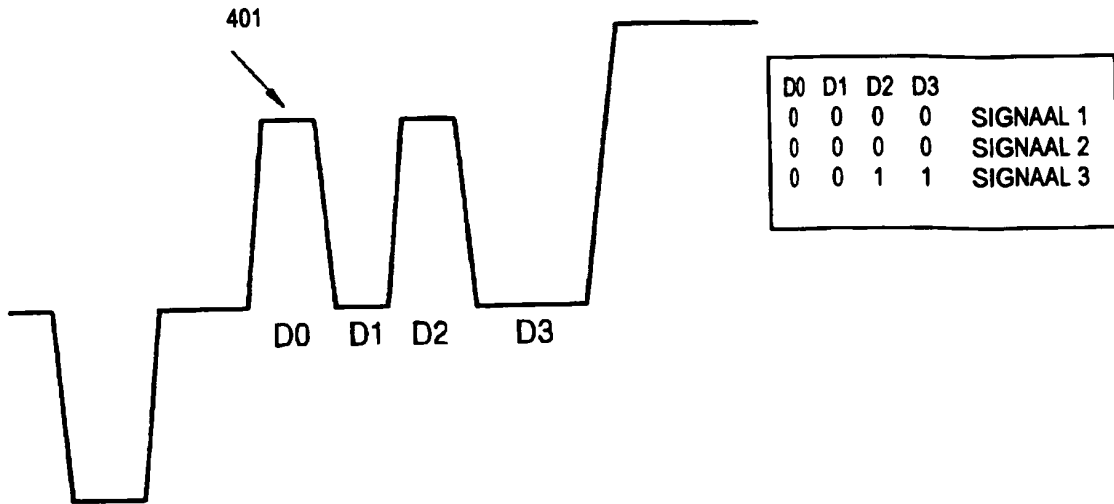 401
D0 D1 D2 D3
0 0 0 0 SIGNAAL 1
0 0 0 0 SIGNAAL 2
0 0 1 1 SIGNAAL 3
D0 D1 D2 D3